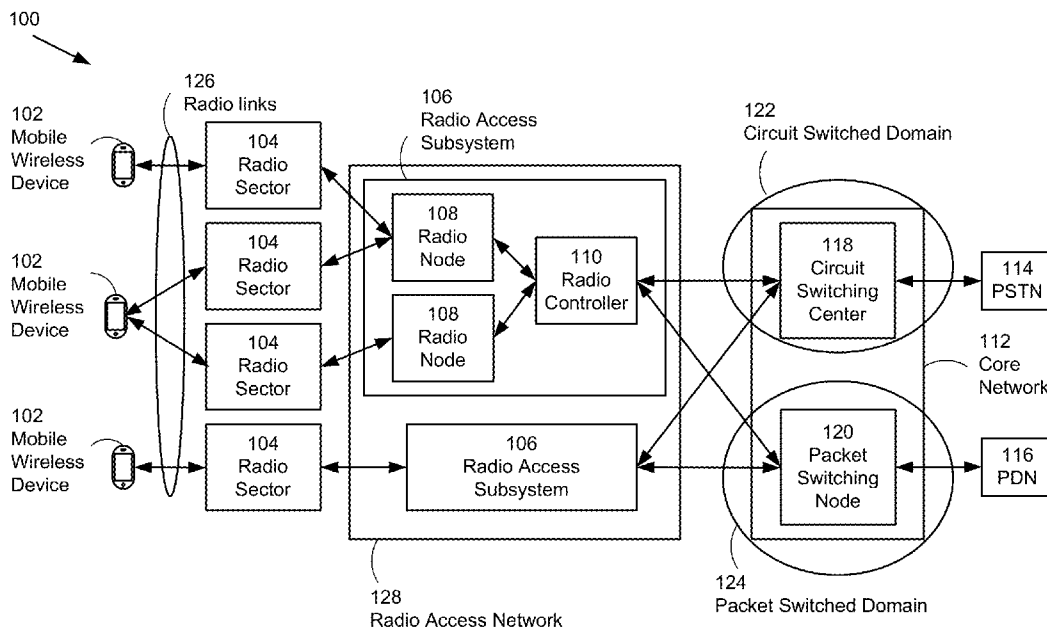 100
126
Radio links
102
Mobile
Wireless
Device
104
Radio
Sector
106
Radio Access
Subsystem
122
Circuit Switched Domain
108
Radio
Node
110
Radio
Controller
118
Circuit
Switching
Center
114
PSTN
102
Mobile
Wireless
Device
104
Radio
Sector
104
Radio
Sector
108
Radio
Node
112
Core
Network
102
Mobile
Wireless
Device
104
Radio
Sector
106
Radio Access
Subsystem
120
Packet
Switching
Node
116
PDN
128
Radio Access Network
124
Packet Switched Domain